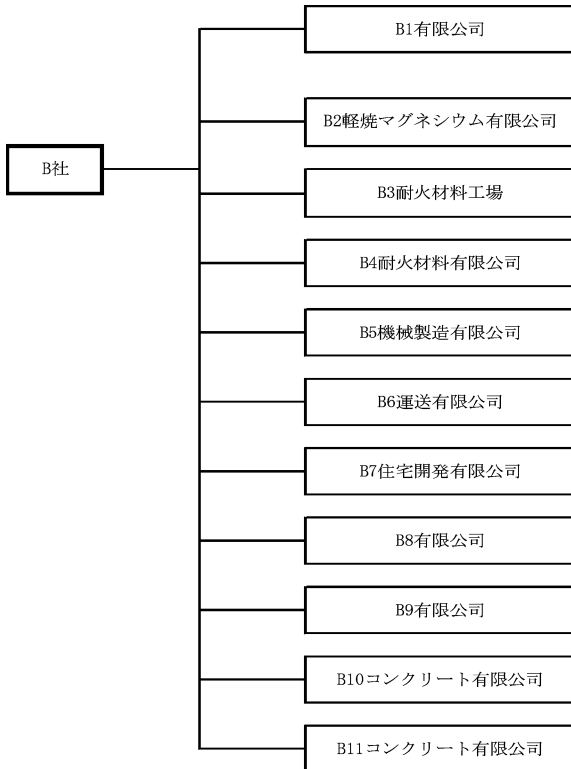 B1有限公司
B2軽焼マグネシウム有限公司
B社
B3耐火材料工場
B4耐火材料有限公司
B5機械製造有限公司
B6運送有限公司
B7住宅開発有限公司
B8有限公司
B9有限公司
B10コンクリート有限公司
B11コンクリート有限公司